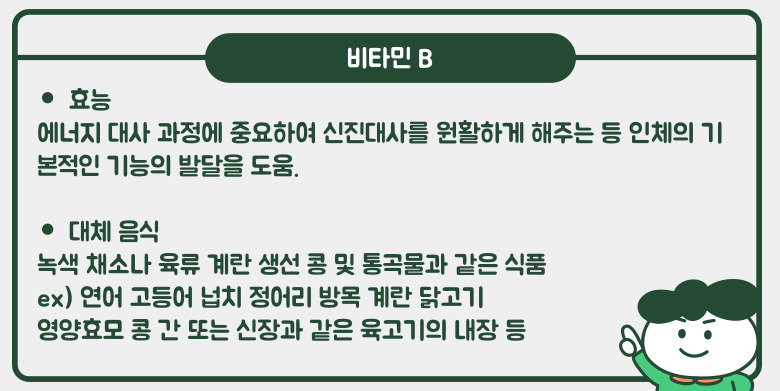 비타민 B
• 효능
에너지 대사 과정에 중요하여 신진대사를 원활하게 해주는 등 인체의 기
본적인 기능의 발달을 도움.
• 대체 음식
녹색 채소나 육류 계란 생선 콩 및 통곡물과 같은 식품
ex) 연어 고등어 넙치 정어리 방목 계란 닭고기
영양효모 콩 간 또는 신장과 같은 육고기의 내장 등